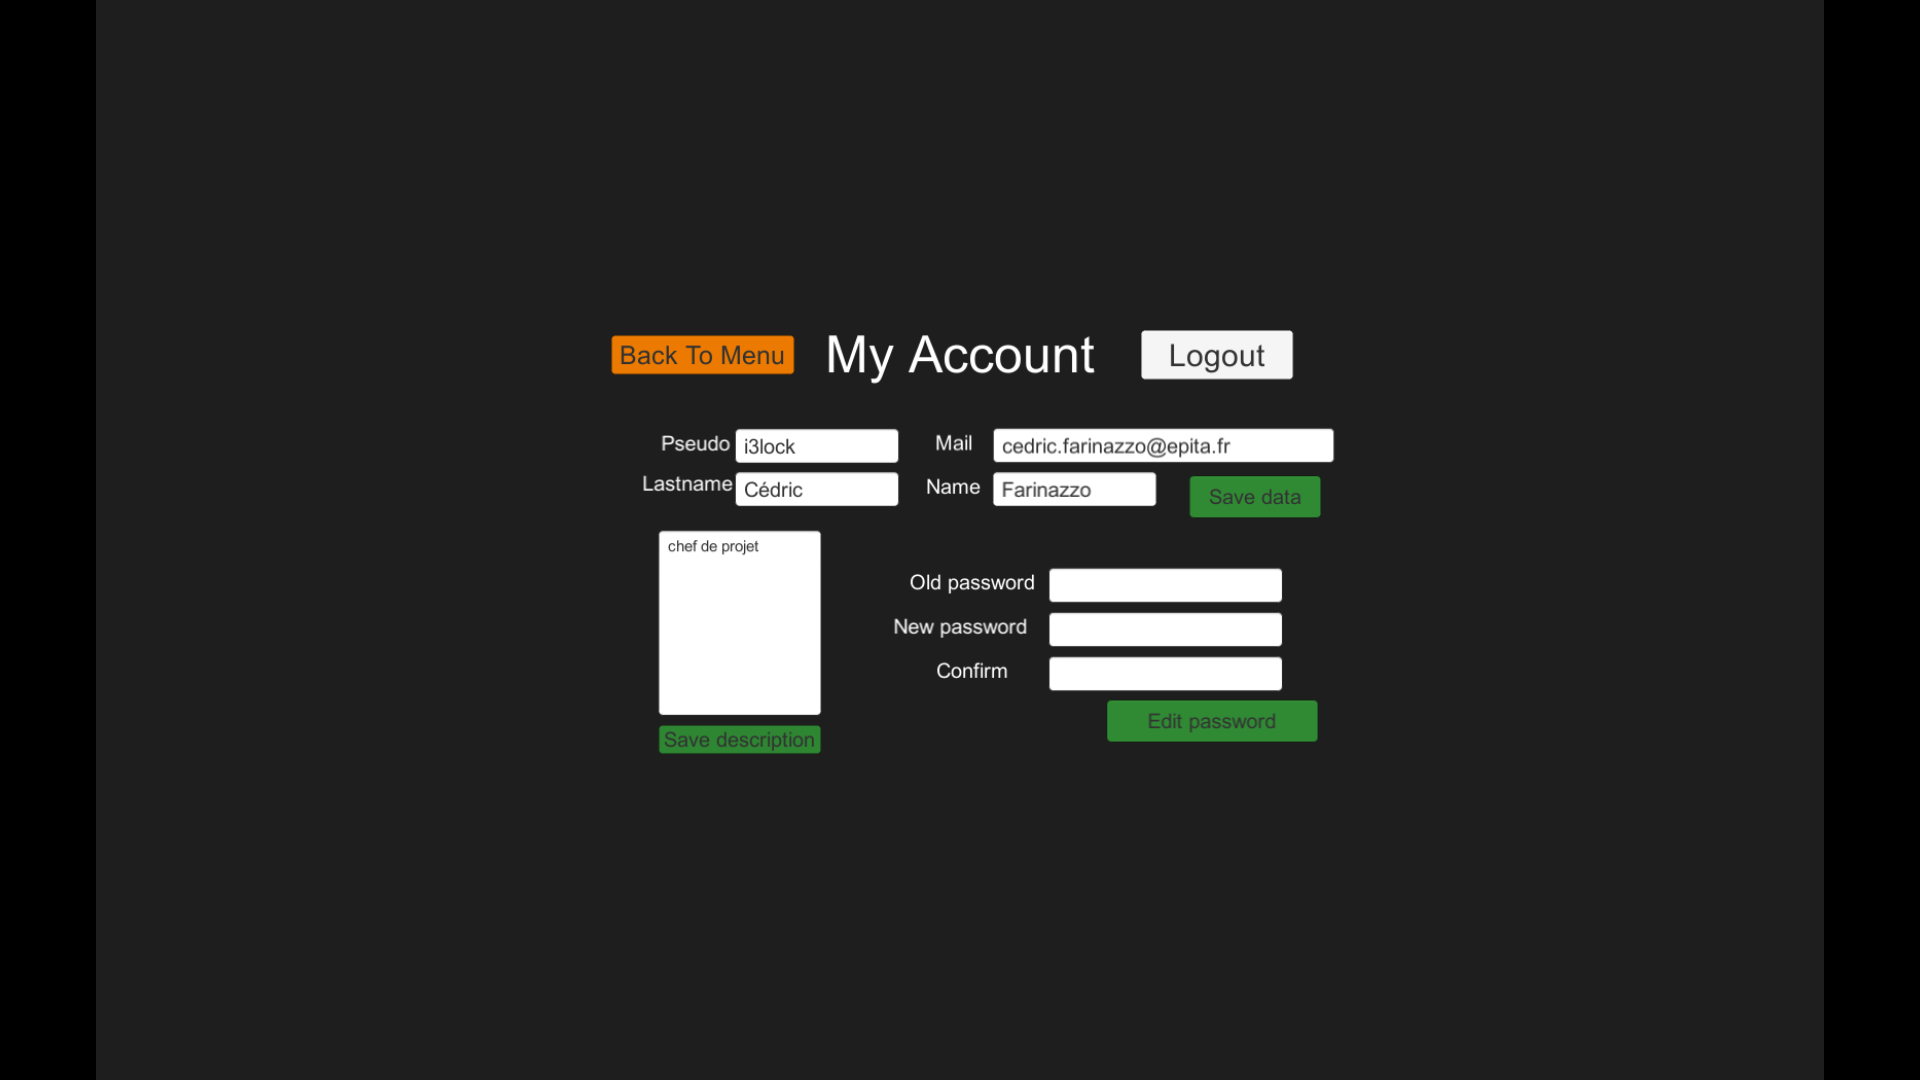 Back To Menu My Account Logout
Pseudo i3lock Mail cedric.farinazzo@epita.fr
Lastname Cédric Name Farinazzo Save data
chef de projet
Old password
New password
Confirm
Edit password
Save description